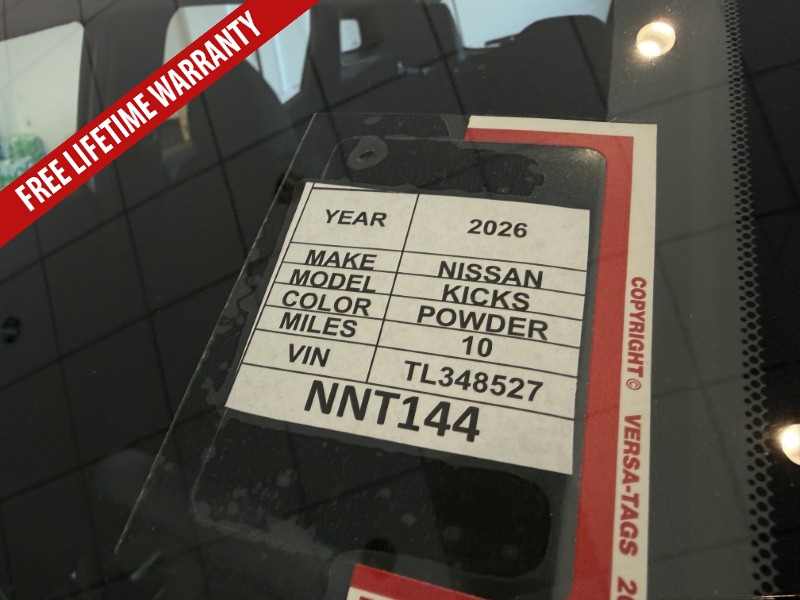 FREE LIFETIME WARRANTY
YEAR 2026
MAKE NISSAN
MODEL KICKS
COLOR POWDER
MILES 10
VIN TL348527
NNT144
COPYRIGHT © VERSA-TAGS